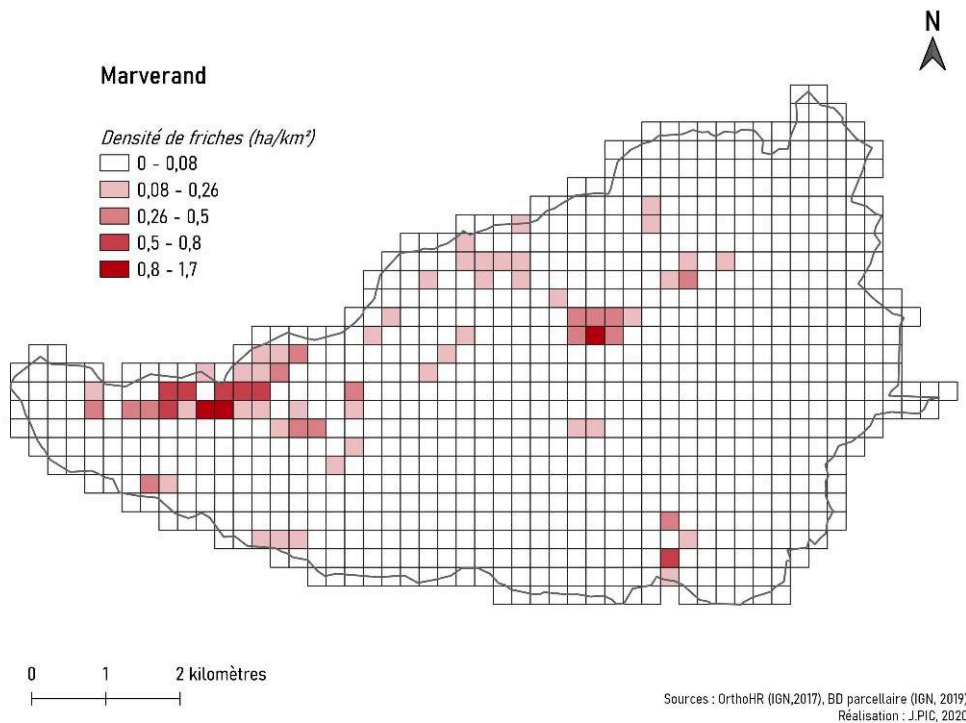 N
Marverand
Densité de friches (ha/km²)
0 - 0,08
0,08 - 0,26
0,26 - 0,5
0,5 - 0,8
0,8 - 1,7
0 1 2 kilomètres
Sources : OrthoHR (IGN,2017), BD parcellaire (IGN, 2019)
Réalisation : J.PIC, 2020